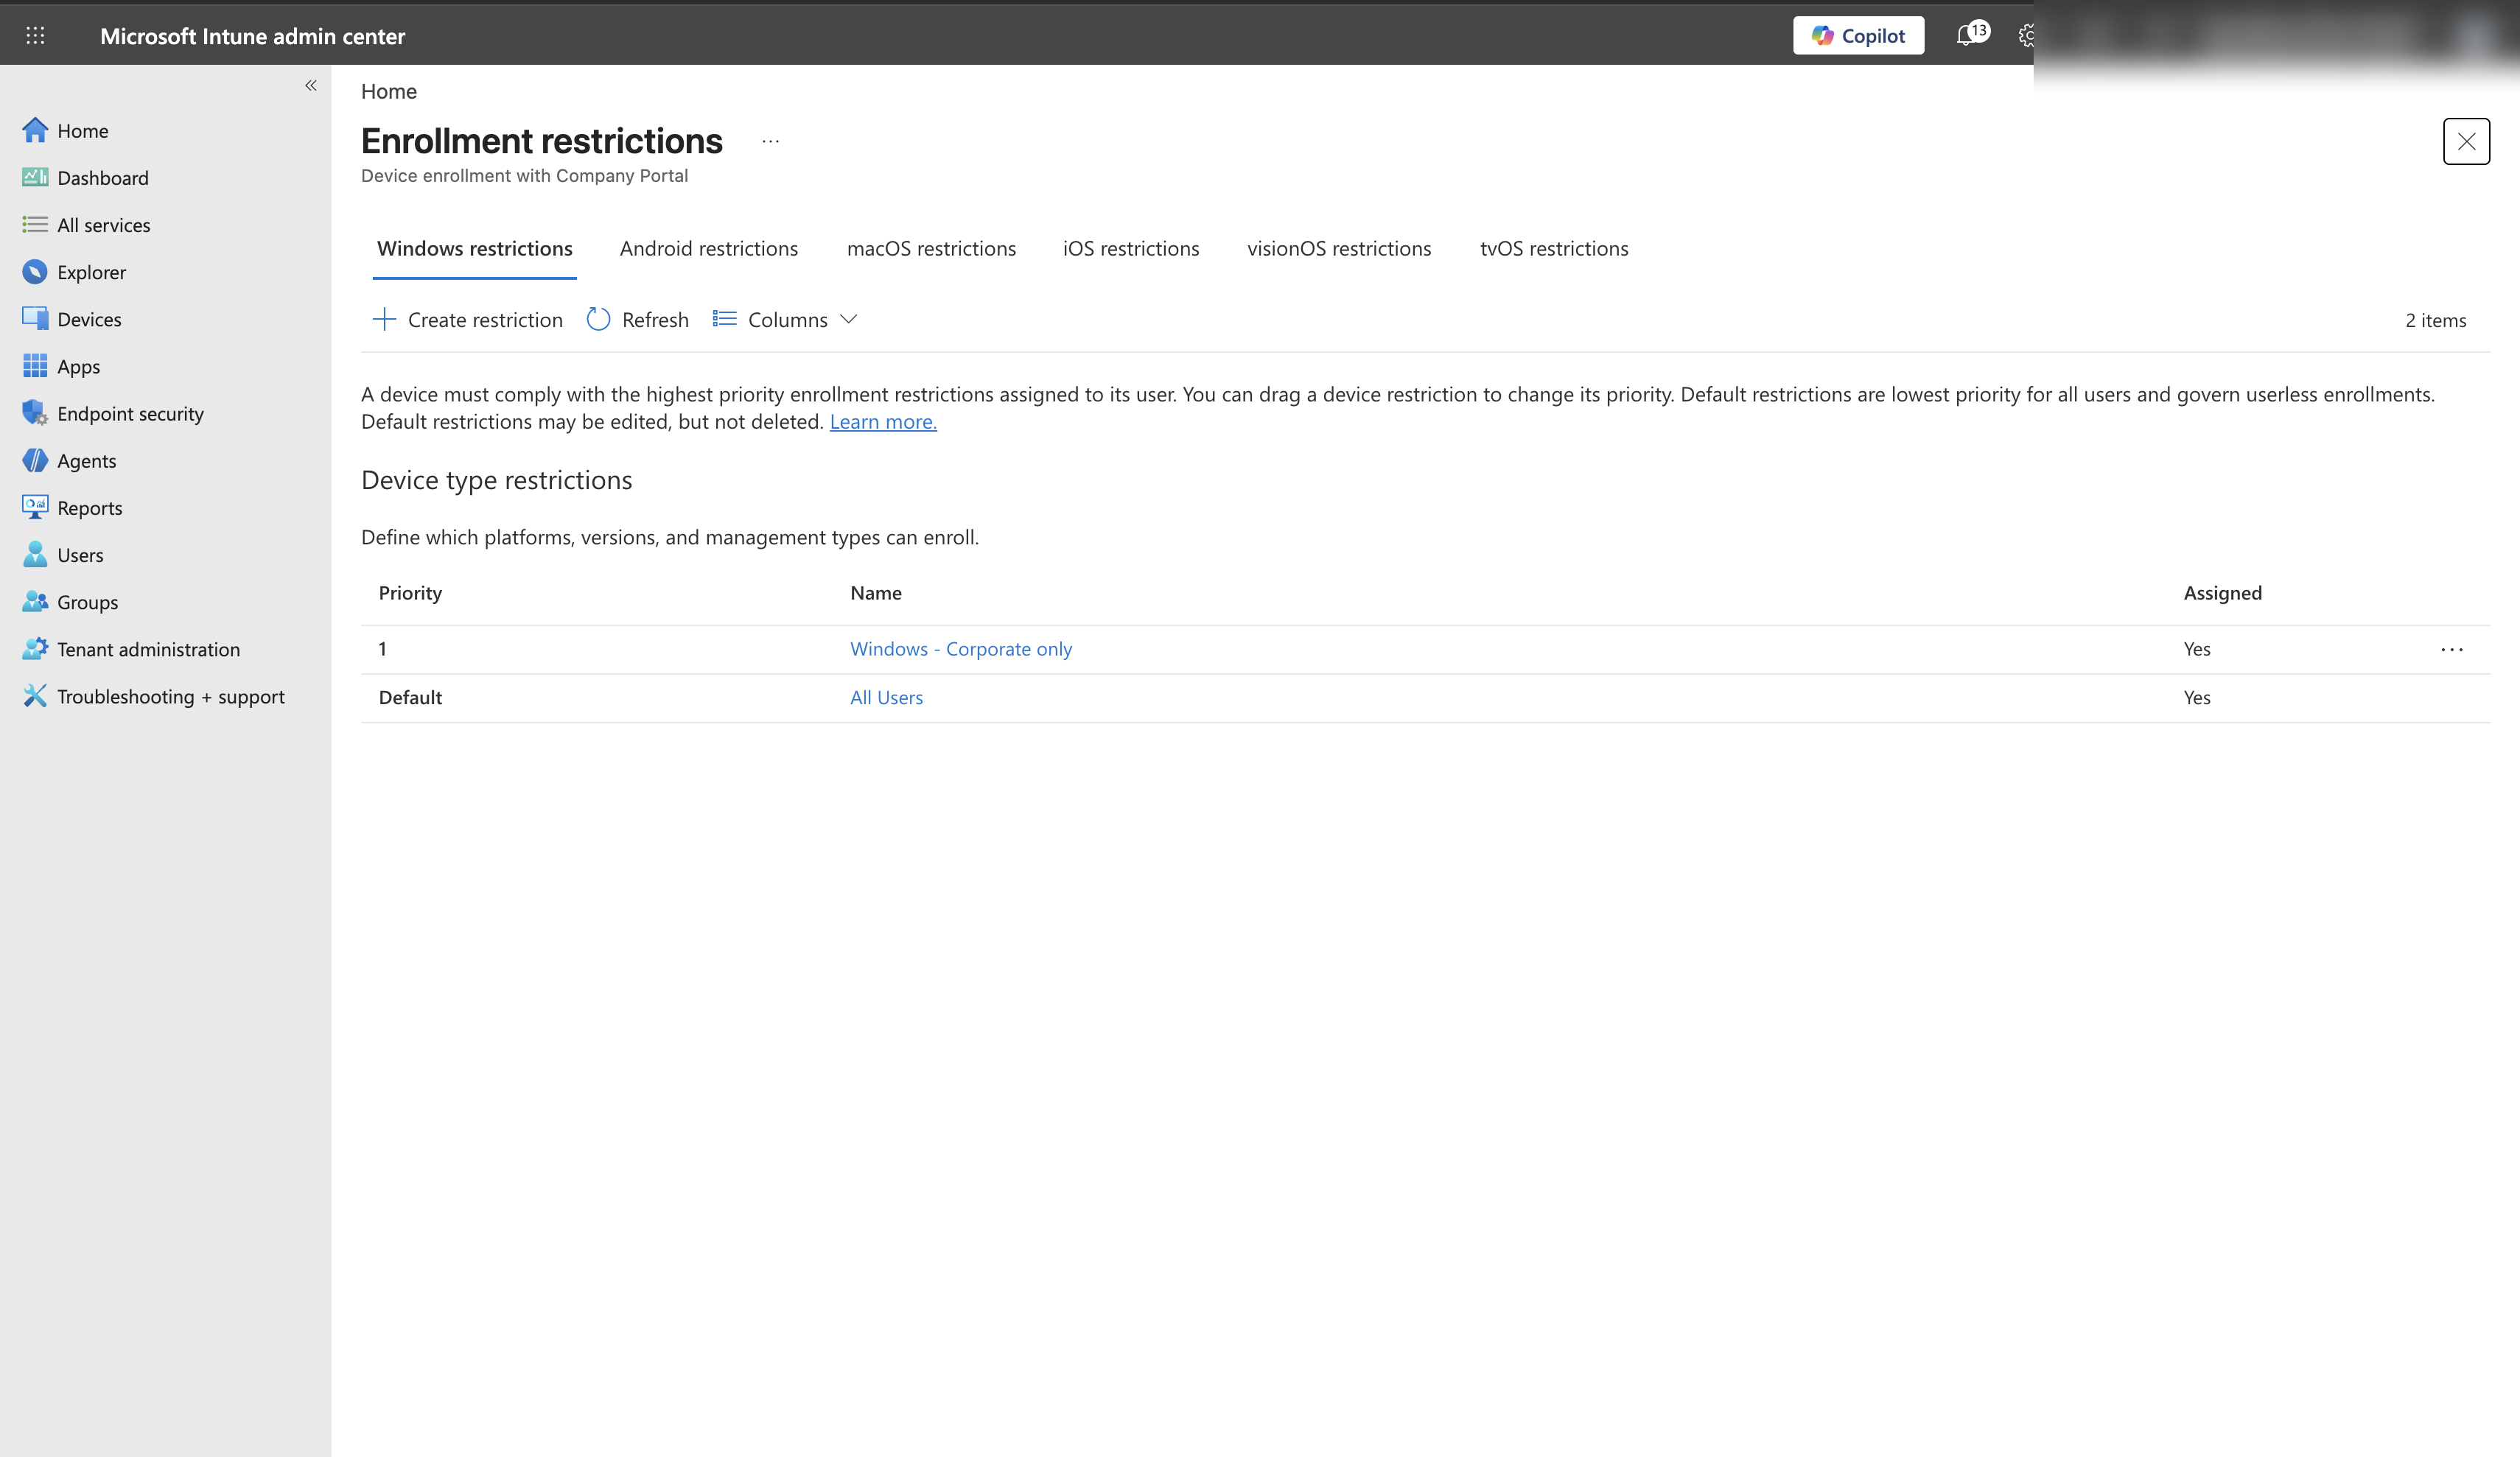 Microsoft Intune admin center
Copilot
13
Home
Dashboard
All services
Explorer
Devices
Apps
Endpoint security
Agents
Reports
Users
Groups
Tenant administration
Troubleshooting + support
Home
Enrollment restrictions
Device enrollment with Company Portal
Windows restrictions Android restrictions macOS restrictions iOS restrictions visionOS restrictions tvOS restrictions
Create restriction Refresh Columns 2 items
A device must comply with the highest priority enrollment restrictions assigned to its user. You can drag a device restriction to change its priority. Default restrictions are lowest priority for all users and govern userless enrollments.
Default restrictions may be edited, but not deleted. Learn more.
Device type restrictions
Define which platforms, versions, and management types can enroll.
Priority Name Assigned
1 Windows - Corporate only Yes
Default All Users Yes